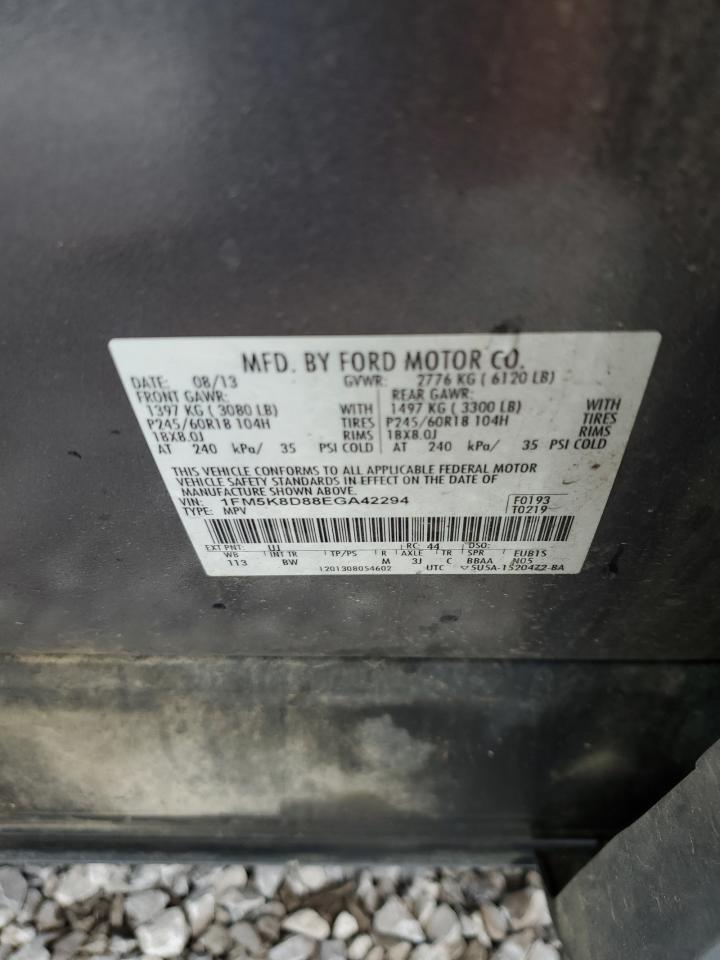 MFD. BY FORD MOTOR CO.
DATE: 08/13 GVWR: 2776 KG ( 6120 LB)
FRONT GAWR: REAR GAWR:
1397 KG ( 3080 LB) WITH 1497 KG ( 3300 LB) WITH
P245/60R18 104H TIRES P245/60R18 104H TIRES
18X8.0J RIMS 18X8.0J RIMS
AT 240 kPa/ 35 PSI COLD AT 240 kPa/ 35 PSI COLD
THIS VEHICLE CONFORMS TO ALL APPLICABLE FEDERAL MOTOR
VEHICLE SAFETY STANDARDS IN EFFECT ON THE DATE OF
MANUFACTURE SHOWN ABOVE.
VIN: 1FM5K8D88EGA42294 F0193
TYPE: MPV T0219
EXT PNT: UJ RC: 44 DSO:
WB INT TR TP/PS R AXLE TR SPR EUB1S
113 BW M 3J C BBAA N05
1201308054602 UTC 5U5A-1520472-BA